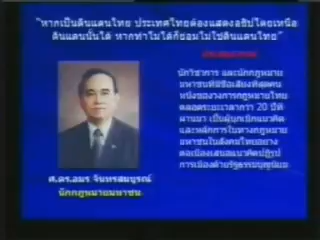 "หากเป็นดินแดนไทย ประเทศไทยต้องแสดงอธิปไตยเหนือ
ดินแดนนั้นได้ หากทำไม่ได้ก็ยอมไม่ใช่ดินแดนไทย"
นักวิชาการ และนักกฎหมาย
มหาชนที่มีชื่อเสียงที่สุดคน
หนึ่งของวงการกฎหมายไทย
ตลอดระยะเวลากว่า 20 ปีที่
ผ่านมา เป็นผู้บุกเบิกแนวคิด
และหลักการในทางกฎหมาย
มหาชนในสังคมไทยอย่าง
ต่อเนื่องเสนอแนวคิดปฏิรูป
การเมืองด้วยรัฐธรรมนูญนิยม
ศ.ดร.อมร จันทรสมบูรณ์
นักกฎหมายมหาชน